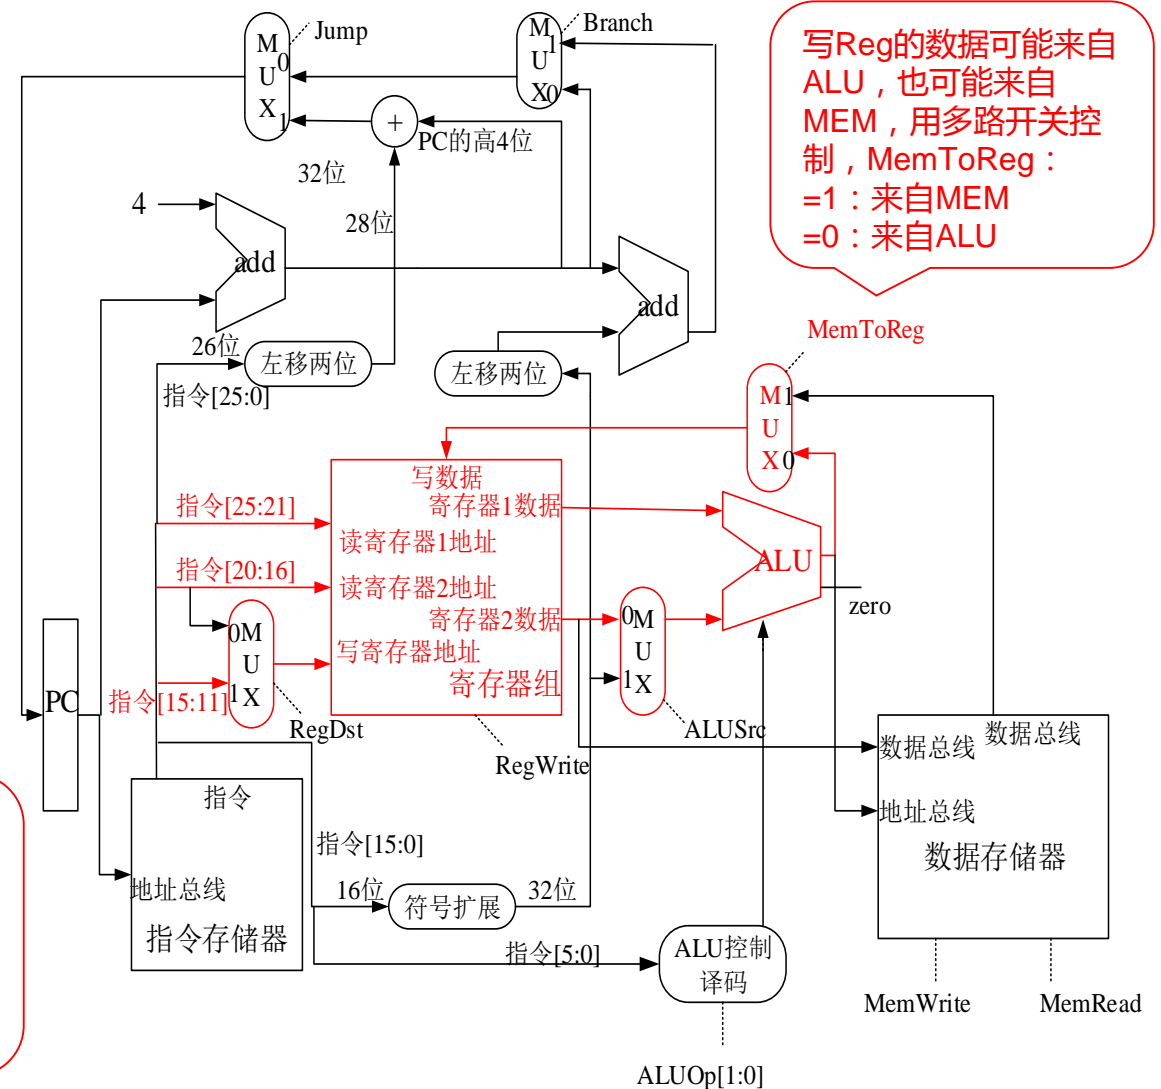 Jump
Branch
M
U
X
0
1
M
U
X
1
0
写Reg的数据可能来自
ALU，也可能来自
MEM，用多路开关控
制，MemToReg：
=1：来自MEM
=0：来自ALU
+
PC的高4位
32位
28位
4
add
add
26位
左移两位
指令[25:0]
左移两位
MemToReg
M1
U
X0
写数据
指令[25:21]
寄存器1数据
读寄存器1地址
ALU
指令[20:16]
读寄存器2地址
zero
寄存器2数据
0M
U
1X
0M
U
1X
写寄存器地址
寄存器组
PC
指令[15:11]
RegDst
RegWrite
ALUSrc
数据总线
数据总线
指令
地址总线
数据存储器
指令[15:0]
地址总线
指令存储器
16位
符号扩展
32位
指令[5:0]
ALU控制
译码
MemWrite
MemRead
ALUOp[1:0]